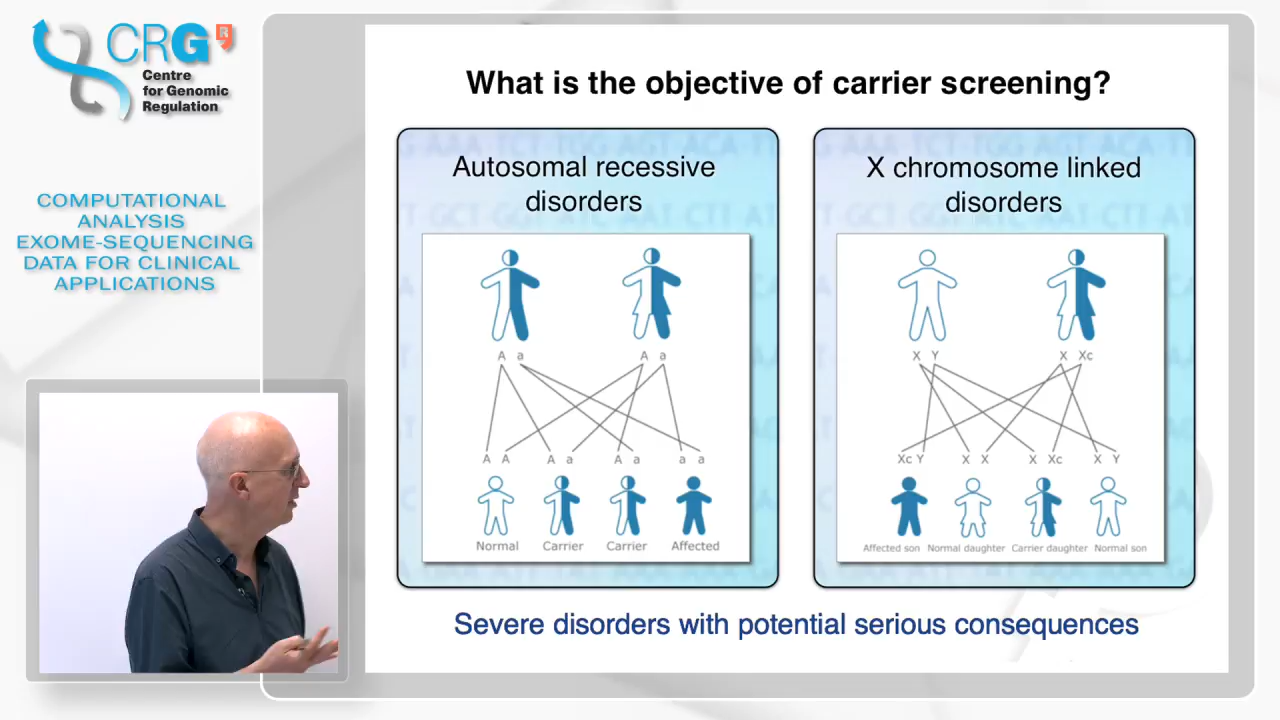 CRG
R
Centre
for Genomic
Regulation
COMPUTATIONAL
ANALYSIS
EXOME-SEQUENCING
DATA FOR CLINICAL
APPLICATIONS
What is the objective of carrier screening?
Autosomal recessive
disorders
A a A a
A A A a A a a a
Normal Carrier Carrier Affected
X chromosome linked
disorders
X Y X Xc
Xc Y X X X Xc X Y
Affected son Normal daughter Carrier daughter Normal son
Severe disorders with potential serious consequences